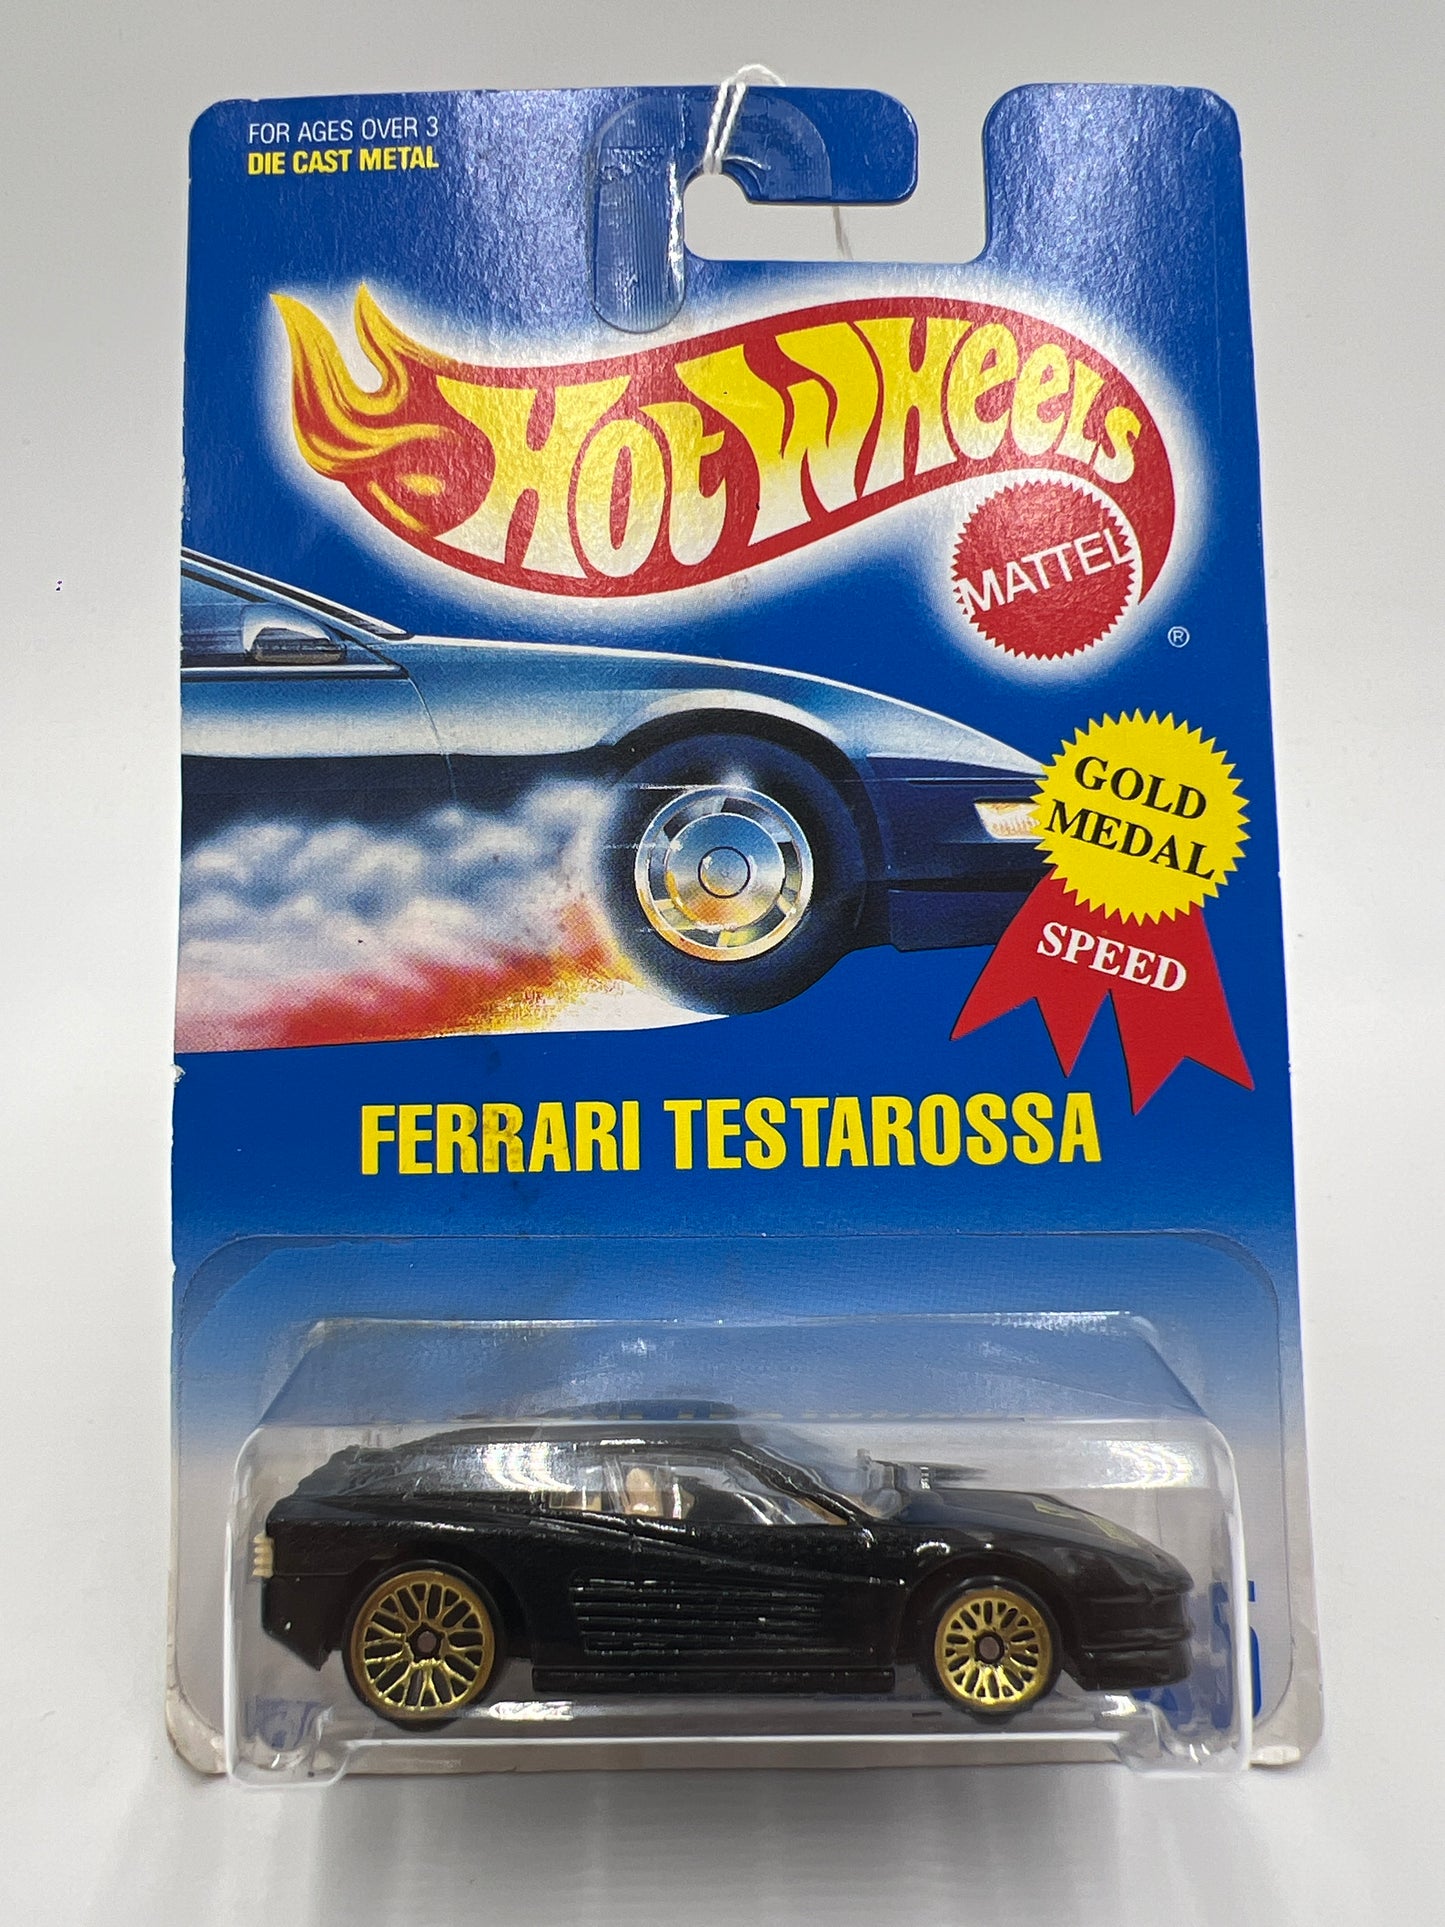 FOR AGES OVER 3
DIE CAST METAL
HOT WHEELS
MATTEL
®
GOLD
MEDAL
SPEED
FERRARI TESTAROSSA